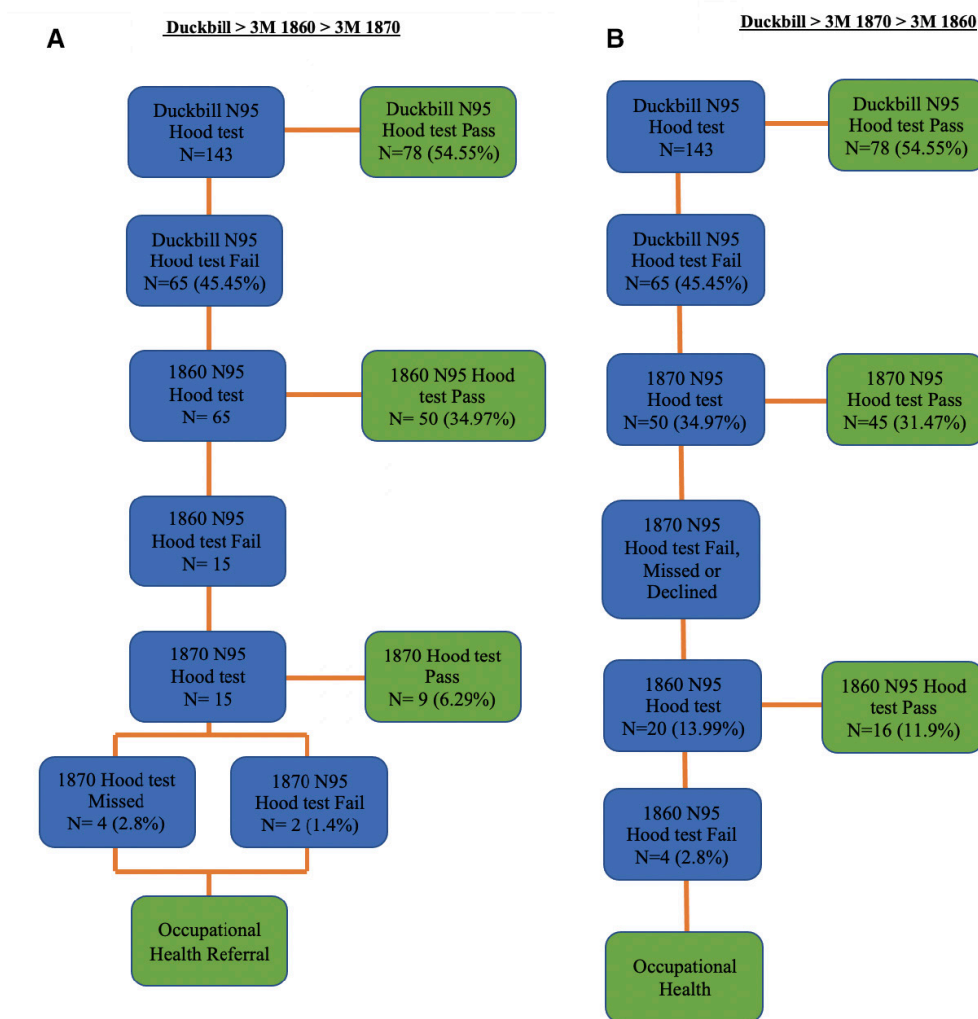 A
Duckbill > 3M 1860 > 3M 1870
Duckbill N95
Hood test
N=143
Duckbill N95
Hood test Pass
N=78 (54.55%)
Duckbill N95
Hood test Fail
N=65 (45.45%)
1860 N95
Hood test
N= 65
1860 N95 Hood
test Pass
N= 50 (34.97%)
1860 N95
Hood test Fail
N= 15
1870 N95
Hood test
N= 15
1870 Hood test
Pass
N= 9 (6.29%)
1870 Hood test
Missed
N= 4 (2.8%)
1870 N95
Hood test Fail
N= 2 (1.4%)
Occupational
Health Referral
B
Duckbill > 3M 1870 > 3M 1860
Duckbill N95
Hood test
N=143
Duckbill N95
Hood test Pass
N=78 (54.55%)
Duckbill N95
Hood test Fail
N=65 (45.45%)
1870 N95
Hood test
N=50 (34.97%)
1870 N95
Hood test Pass
N=45 (31.47%)
1870 N95
Hood test Fail,
Missed or
Declined
1860 N95
Hood test
N=20 (13.99%)
1860 N95 Hood
test Pass
N=16 (11.9%)
1860 N95
Hood test Fail
N=4 (2.8%)
Occupational
Health